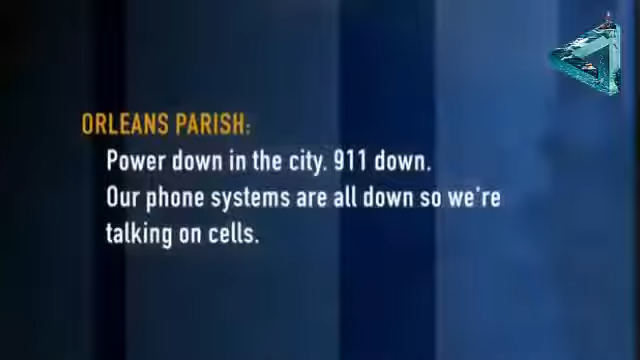 ORLEANS PARISH:
Power down in the city. 911 down.
Our phone systems are all down so we're
talking on cells.